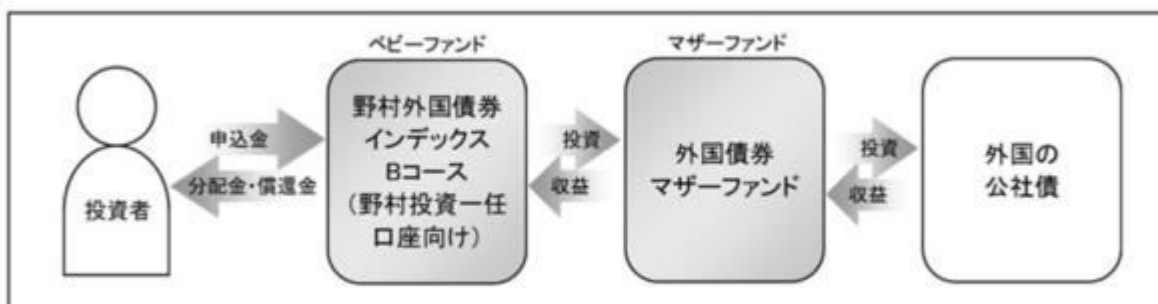 ベビーファンド
マザーファンド
野村外国債券
インデックス
Bコース
(野村投資一任
口座向け)
申込金
分配金・償還金
投資者
投資
収益
外国債券
マザーファンド
投資
収益
外国の
公社債